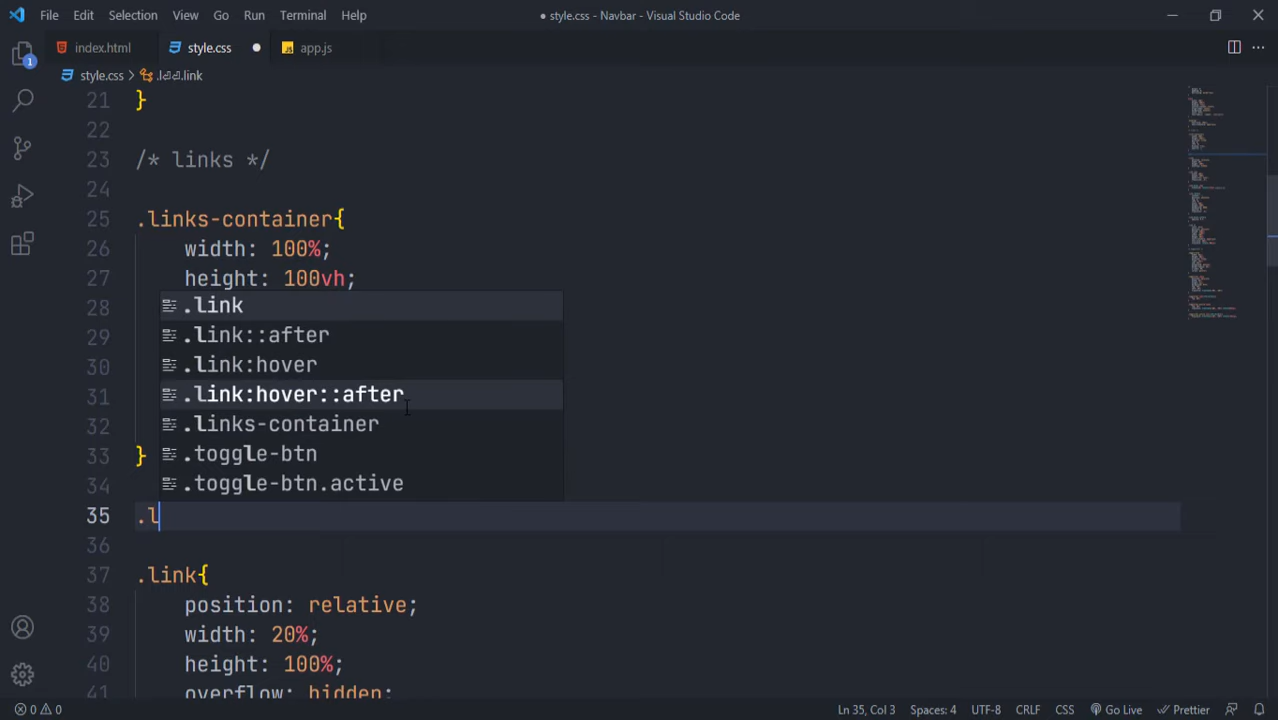 File Edit Selection View Go Run Terminal Help
● style.css - Navbar - Visual Studio Code
index.html style.css ● app.js
style.css > .l⏎⏎.link
21 }
22
23 /* links */
24
25 .links-container{
26 width: 100%;
27 height: 100vh;
28 .link
29 .link::after
30 .link:hover
31 .link:hover::after
32 .links-container
33 } .toggle-btn
34 .toggle-btn.active
35 .l
36
37 .link{
38 position: relative;
39 width: 20%;
40 height: 100%;
41 overflow: hidden;
1
0 0 Ln 35, Col 3 Spaces: 4 UTF-8 CRLF CSS Go Live Prettier